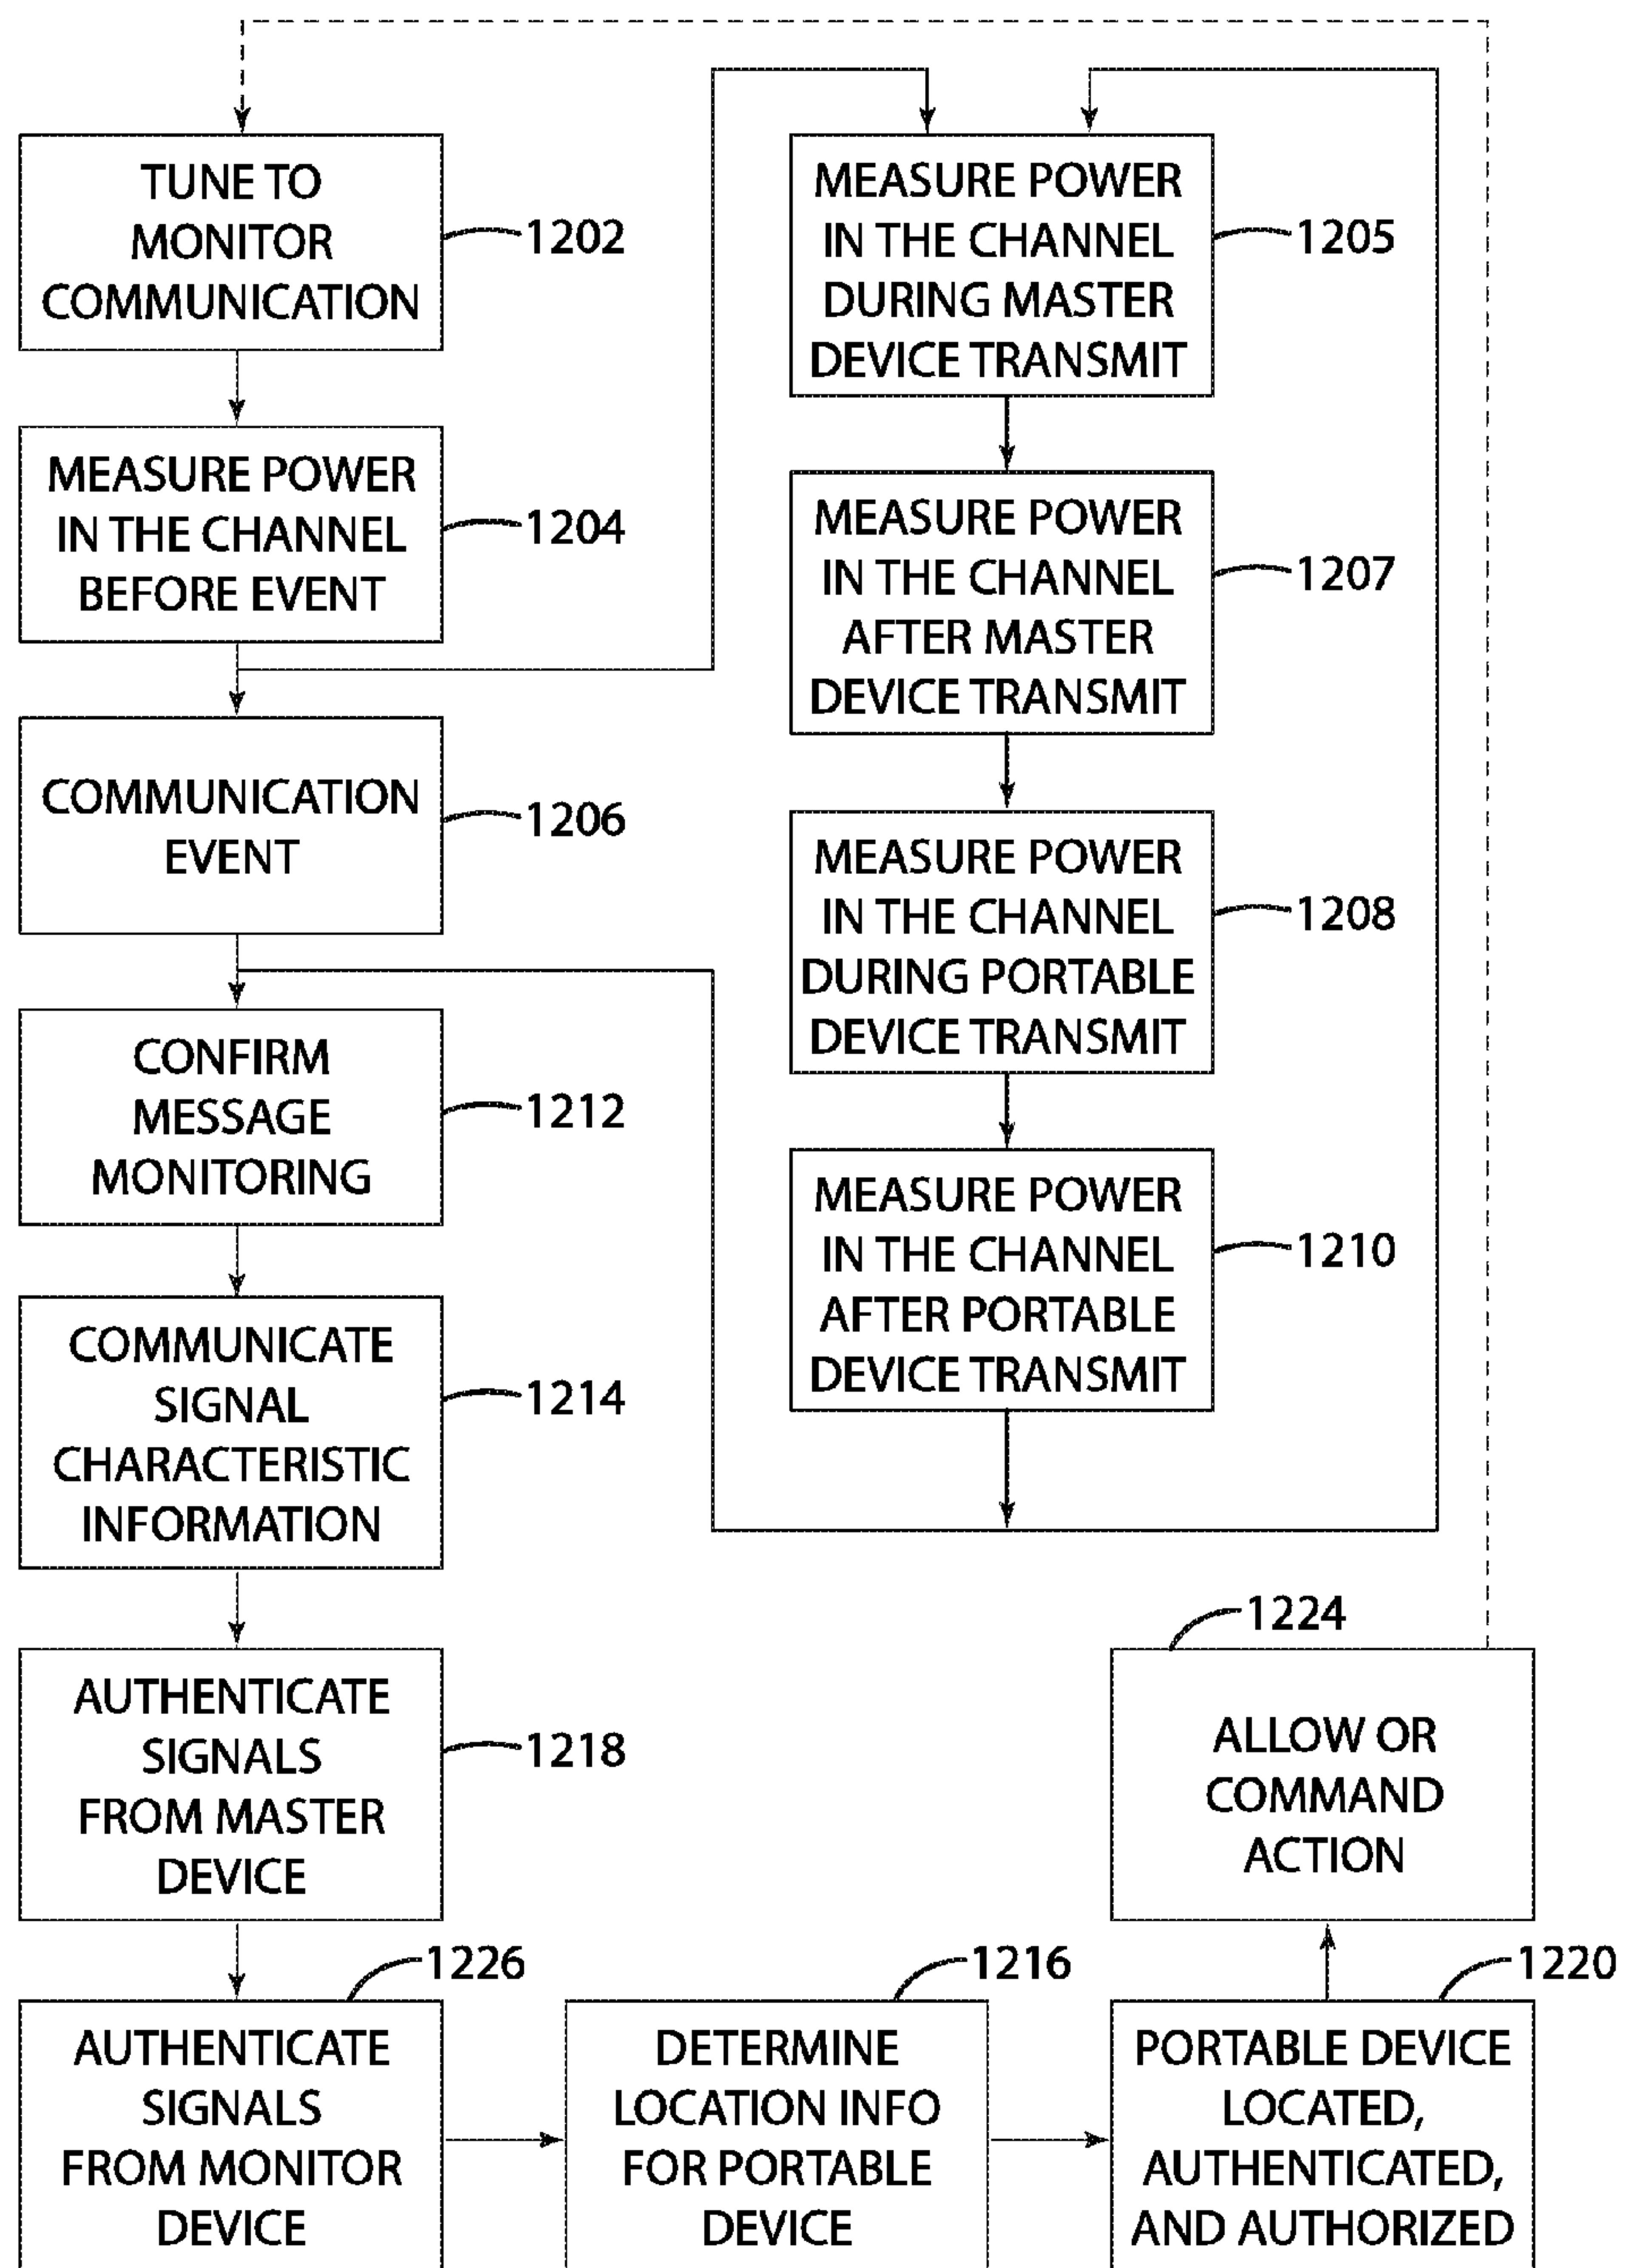 TUNE TO
MONITOR
COMMUNICATION
1202
MEASURE POWER
IN THE CHANNEL
BEFORE EVENT
1204
COMMUNICATION
EVENT
1206
MEASURE POWER
IN THE CHANNEL
DURING MASTER
DEVICE TRANSMIT
1205
MEASURE POWER
IN THE CHANNEL
AFTER MASTER
DEVICE TRANSMIT
1207
MEASURE POWER
IN THE CHANNEL
DURING PORTABLE
DEVICE TRANSMIT
1208
MEASURE POWER
IN THE CHANNEL
AFTER PORTABLE
DEVICE TRANSMIT
1210
CONFIRM
MESSAGE
MONITORING
1212
COMMUNICATE
SIGNAL
CHARACTERISTIC
INFORMATION
1214
AUTHENTICATE
SIGNALS
FROM MASTER
DEVICE
1218
1226
AUTHENTICATE
SIGNALS
FROM MONITOR
DEVICE
1216
DETERMINE
LOCATION INFO
FOR PORTABLE
DEVICE
1220
PORTABLE DEVICE
LOCATED,
AUTHENTICATED,
AND AUTHORIZED
1224
ALLOW OR
COMMAND
ACTION